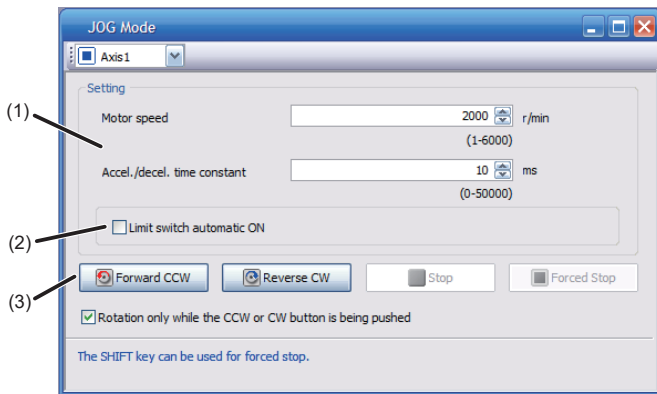 JOG Mode
Axis1
Setting
(1)
Motor speed 2000 r/min
(1-6000)
Accel./decel. time constant 10 ms
(0-50000)
(2)
Limit switch automatic ON
(3)
Forward CCW Reverse CW Stop Forced Stop
Rotation only while the CCW or CW button is being pushed
The SHIFT key can be used for forced stop.